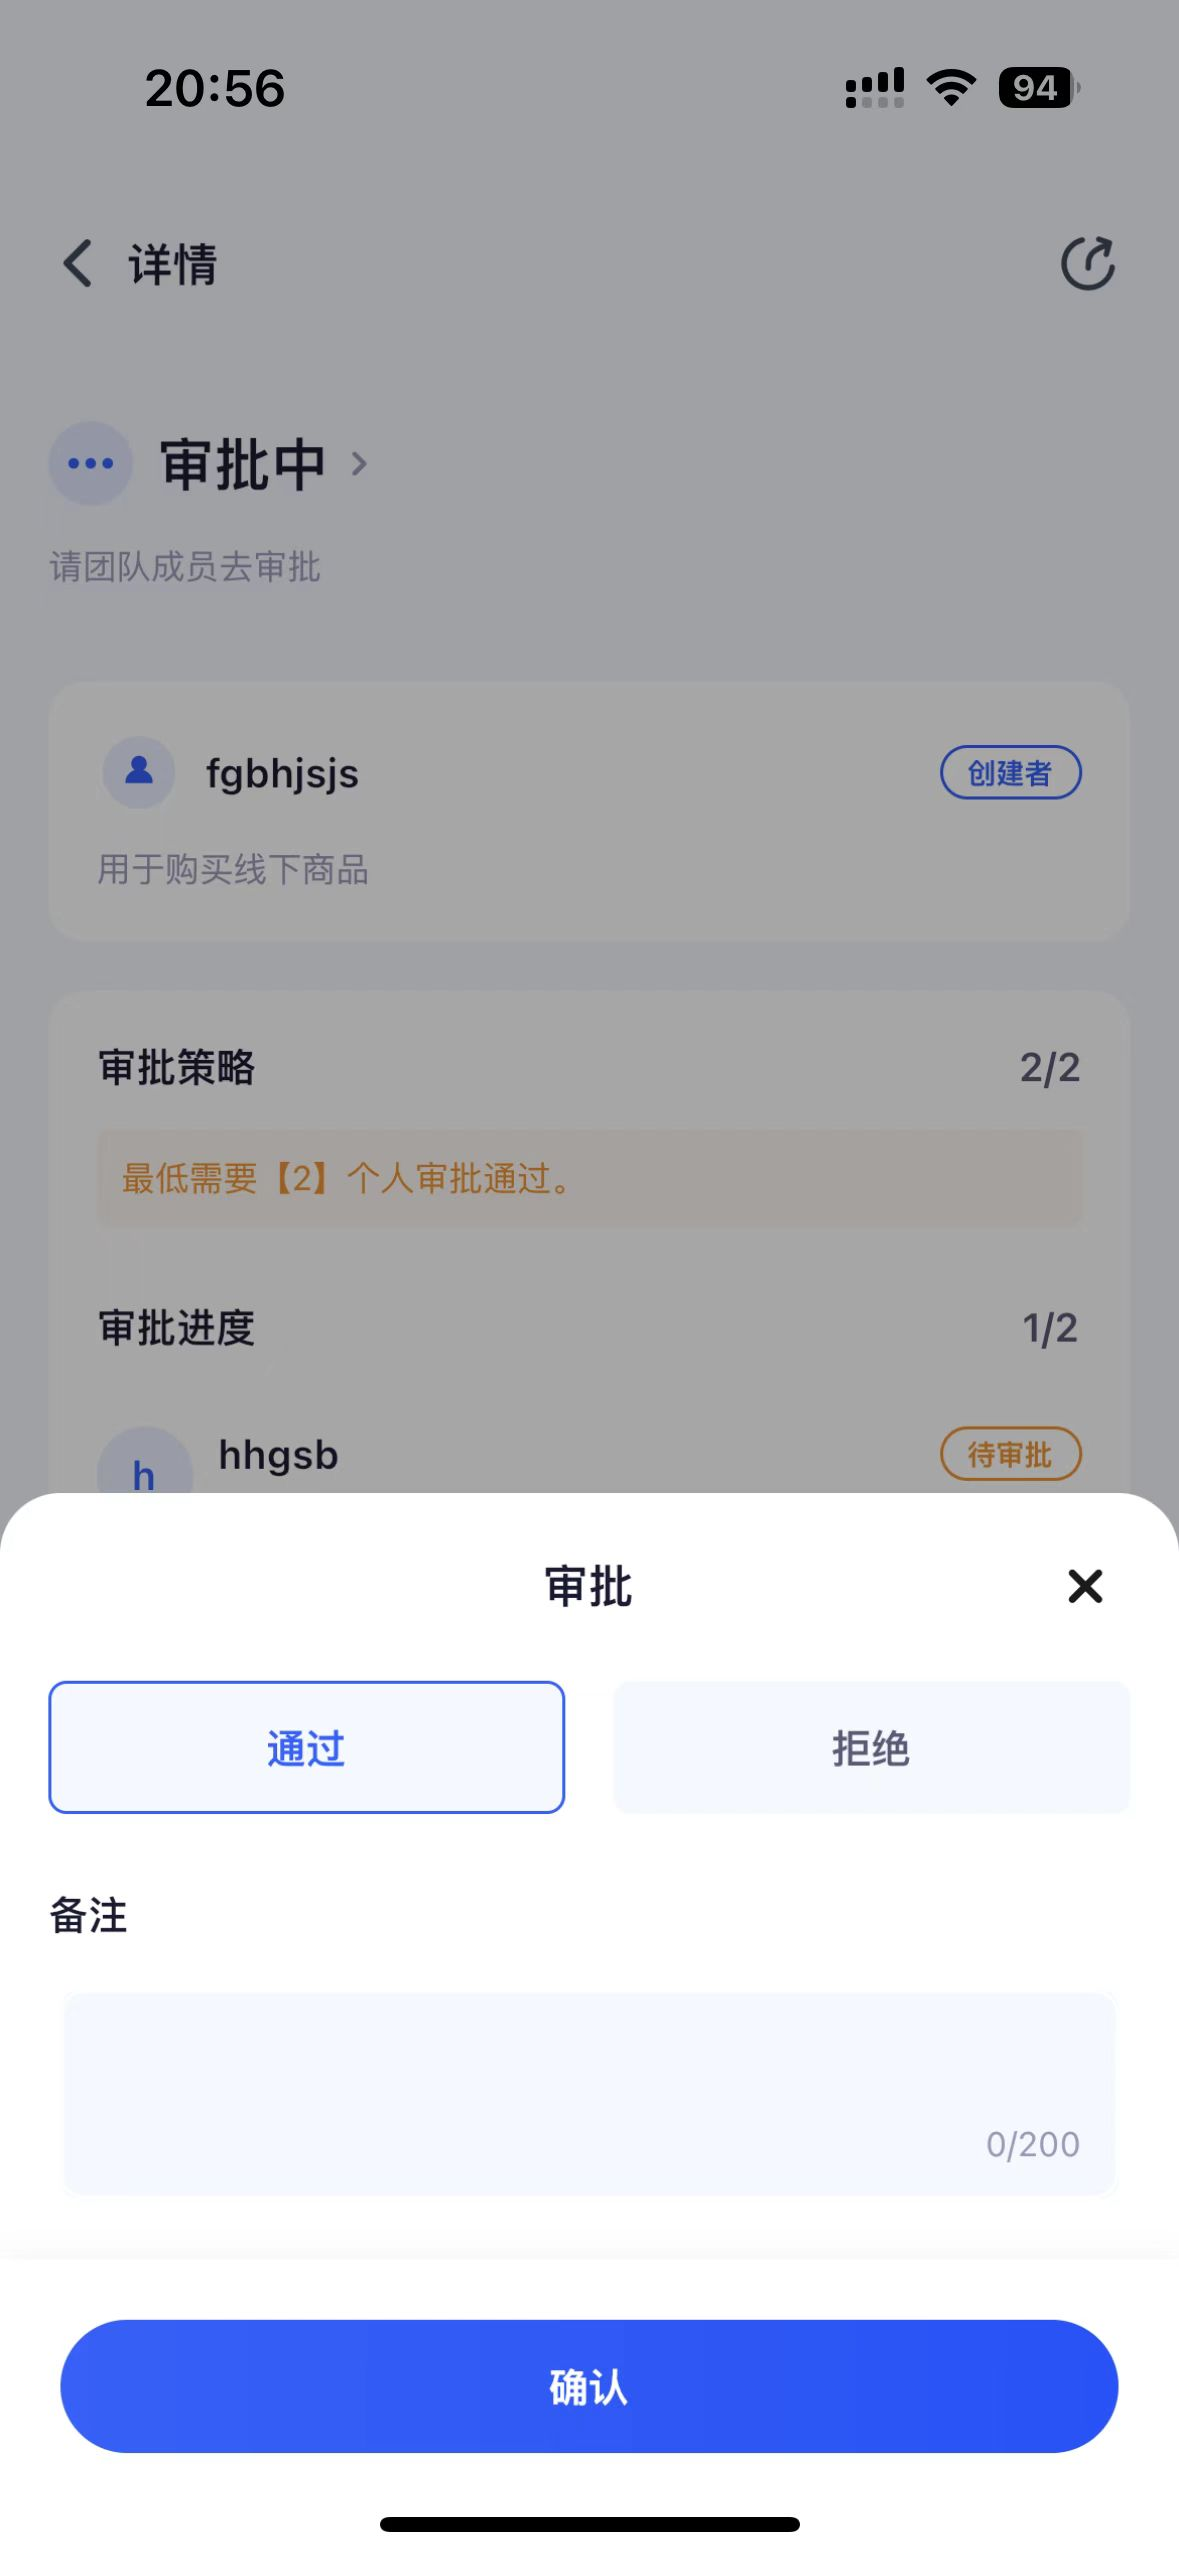 20:56
94
详情
审批中
请团队成员去审批
fgbhjsjs
创建者
用于购买线下商品
审批策略
2/2
最低需要【2】个人审批通过。
审批进度
1/2
h
hhgsb
待审批
审批
通过
拒绝
备注
0/200
确认